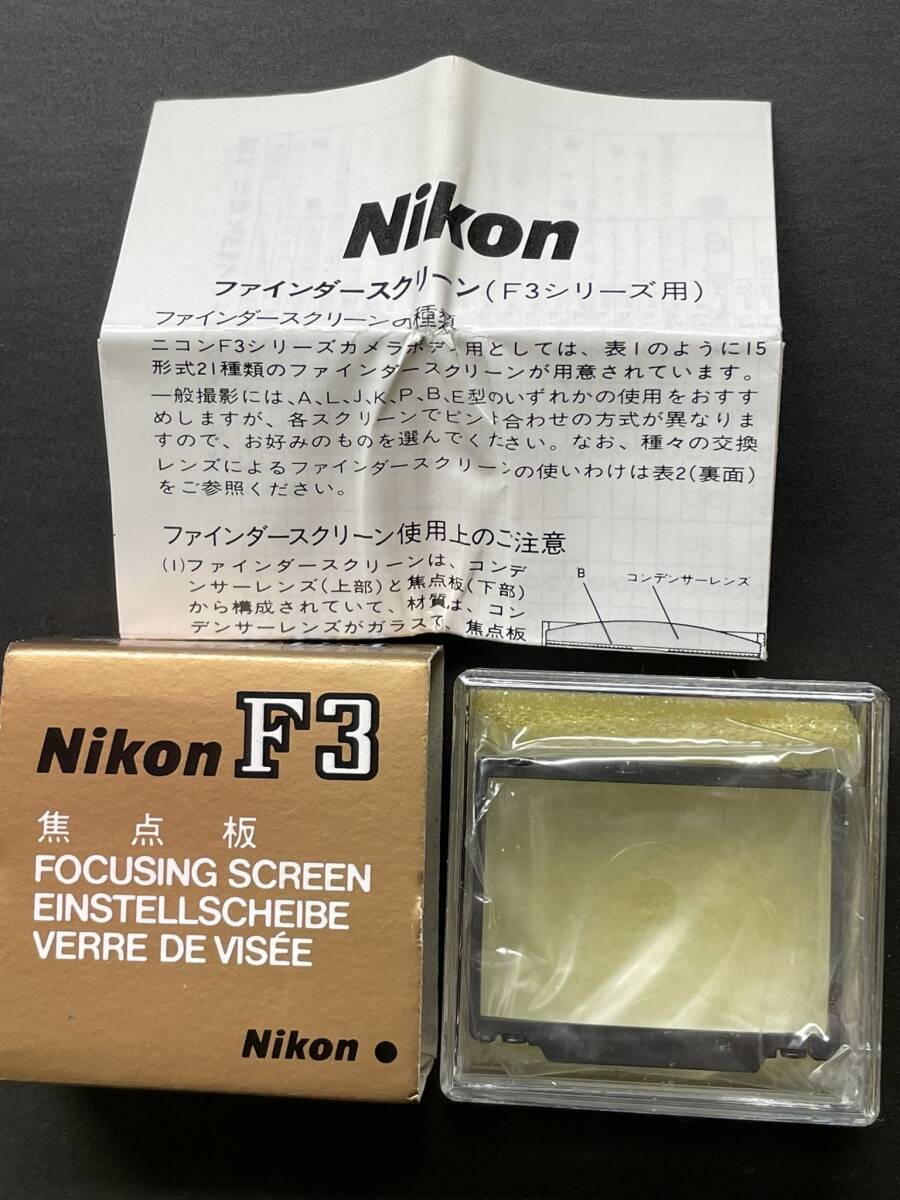 Nikon
ファインダースクリーン(F3シリーズ用)
ファインダースクリーンの種類
ニコンF3シリーズカメラボデー用としては、表1のように15
形式21種類のファインダースクリーンが用意されています。
一般撮影には、A、L、J、K、P、B、E型のいずれかの使用をおすす
めしますが、各スクリーンでピント合わせの方式が異なりま
すので、お好みのものを選んでください。なお、種々の交換
レンズによるファインダースクリーンの使いわけは表2(裏面)
をご参照ください。
ファインダースクリーン使用上のご注意
(1)ファインダースクリーンは、コンデ
ンサーレンズ(上部)と焦点板(下部)
から構成されていて、材質は、コン
デンサーレンズがガラスで、焦点板
B
コンデンサーレンズ
Nikon F3
焦点板
FOCUSING SCREEN
EINSTELLSCHEIBE
VERRE DE VISÉE
Nikon ●